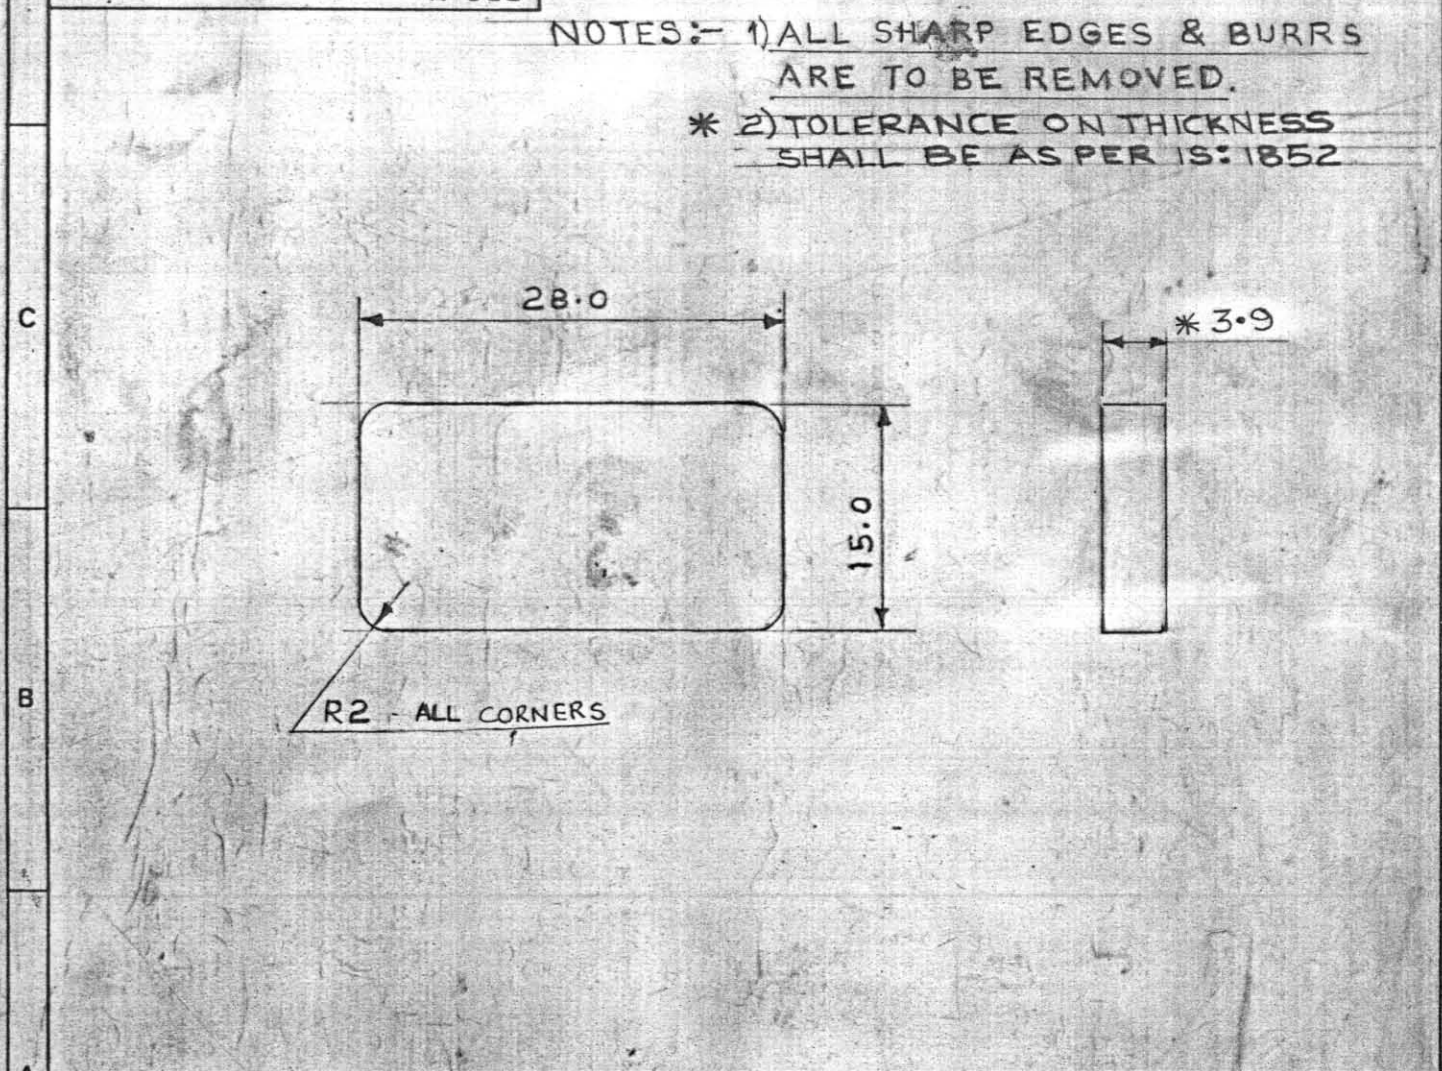 NOTES:- 1) ALL SHARP EDGES & BURRS
ARE TO BE REMOVED.
* 2) TOLERANCE ON THICKNESS
SHALL BE AS PER IS: 1852
C
28.0
* 3.9
15.0
B
R2 - ALL CORNERS